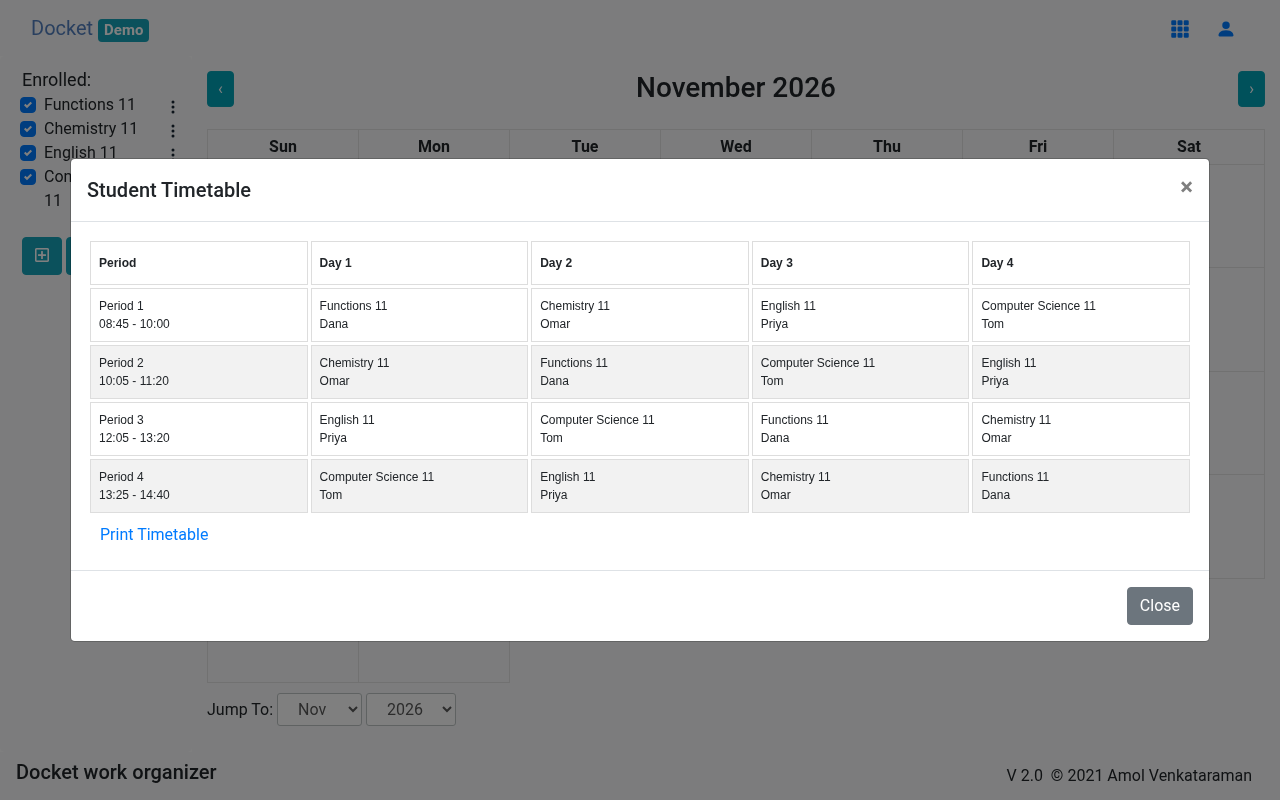 Docket Demo
Enrolled:
Functions 11
Chemistry 11
English 11
Con
11
‹
November 2026
›
Sun Mon Tue Wed Thu Fri Sat
Student Timetable
×
Period Day 1 Day 2 Day 3 Day 4
Period 1 Functions 11 Chemistry 11 English 11 Computer Science 11
08:45 - 10:00 Dana Omar Priya Tom
Period 2 Chemistry 11 Functions 11 Computer Science 11 English 11
10:05 - 11:20 Omar Dana Tom Priya
Period 3 English 11 Computer Science 11 Functions 11 Chemistry 11
12:05 - 13:20 Priya Tom Dana Omar
Period 4 Computer Science 11 English 11 Chemistry 11 Functions 11
13:25 - 14:40 Tom Priya Omar Dana
Print Timetable
Close
Jump To: Nov 2026
Docket work organizer
V 2.0 © 2021 Amol Venkataraman